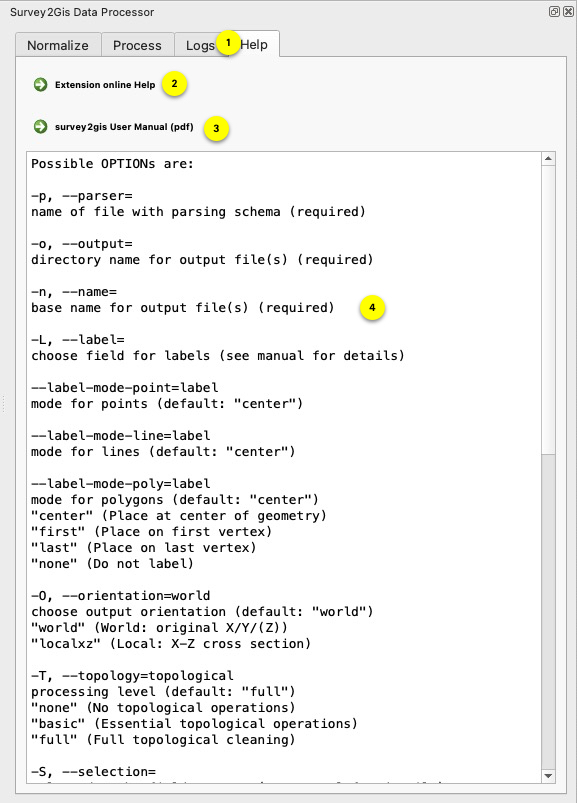 Survey2Gis Data Processor
Normalize Process Logs 1 Help
Extension online Help 2
survey2gis User Manual (pdf) 3
Possible OPTIONs are:
-p, --parser=
name of file with parsing schema (required)
-o, --output=
directory name for output file(s) (required)
-n, --name=
base name for output file(s) (required) 4
-L, --label=
choose field for labels (see manual for details)
--label-mode-point=label
mode for points (default: "center")
--label-mode-line=label
mode for lines (default: "center")
--label-mode-poly=label
mode for polygons (default: "center")
"center" (Place at center of geometry)
"first" (Place on first vertex)
"last" (Place on last vertex)
"none" (Do not label)
-O, --orientation=world
choose output orientation (default: "world")
"world" (World: original X/Y/(Z))
"localxz" (Local: X-Z cross section)
-T, --topology=topological
processing level (default: "full")
"none" (No topological operations)
"basic" (Essential topological operations)
"full" (Full topological cleaning)
-S, --selection=